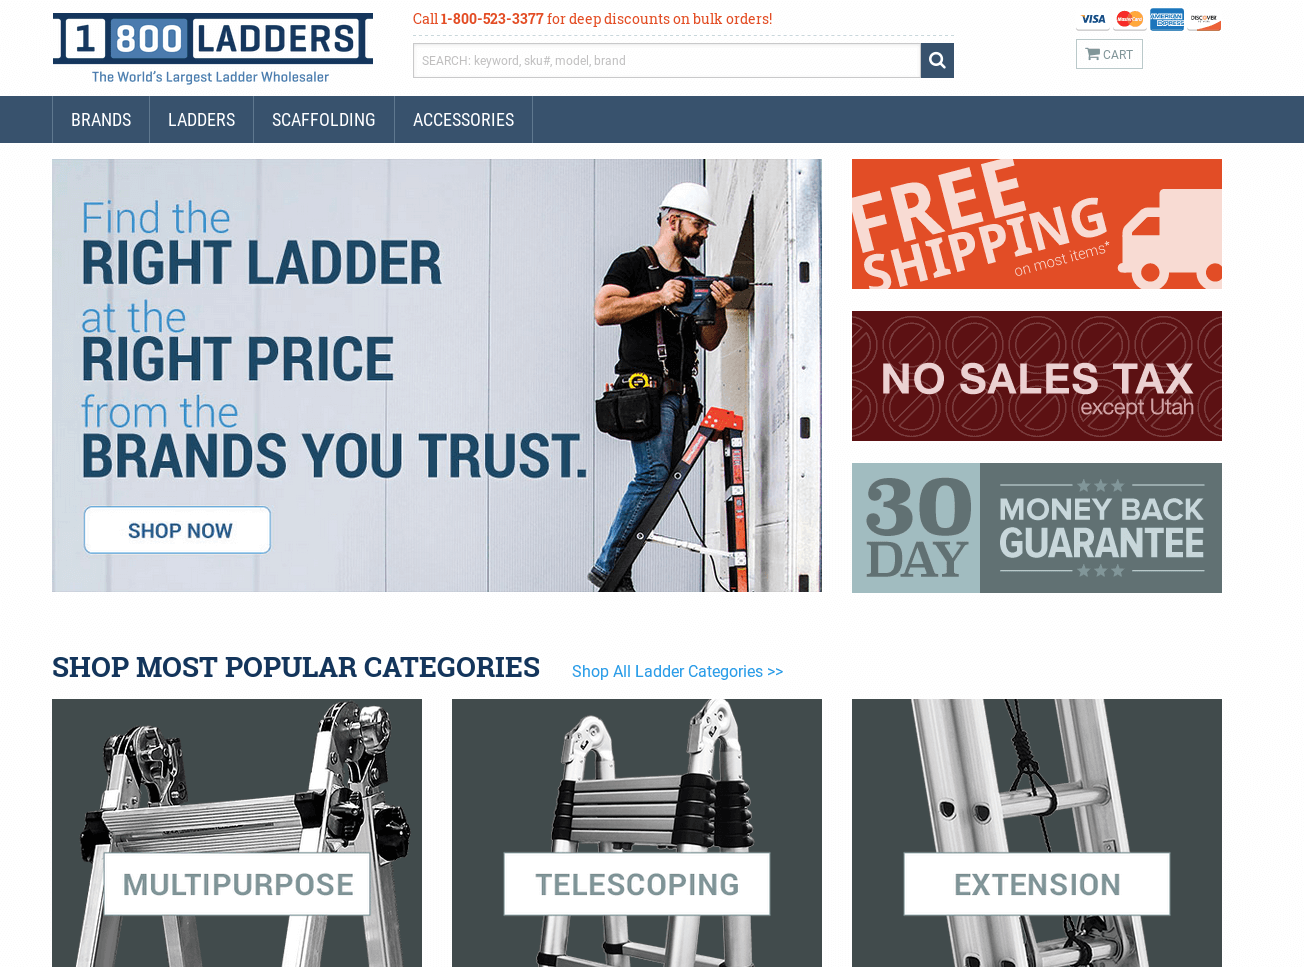 1 800 LADDERS
The World's Largest Ladder Wholesaler
Call 1-800-523-3377 for deep discounts on bulk orders!
SEARCH: keyword, sku#, model, brand
VISA MasterCard AMERICAN EXPRESS DISCOVER
CART
BRANDS LADDERS SCAFFOLDING ACCESSORIES
Find the
RIGHT LADDER
at the
RIGHT PRICE
from the
BRANDS YOU TRUST.
SHOP NOW
FREE
SHIPPING
on most items*
NO SALES TAX
except Utah
30
DAY
MONEY BACK
GUARANTEE
SHOP MOST POPULAR CATEGORIES
Shop All Ladder Categories >>
MULTIPURPOSE
TELESCOPING
EXTENSION